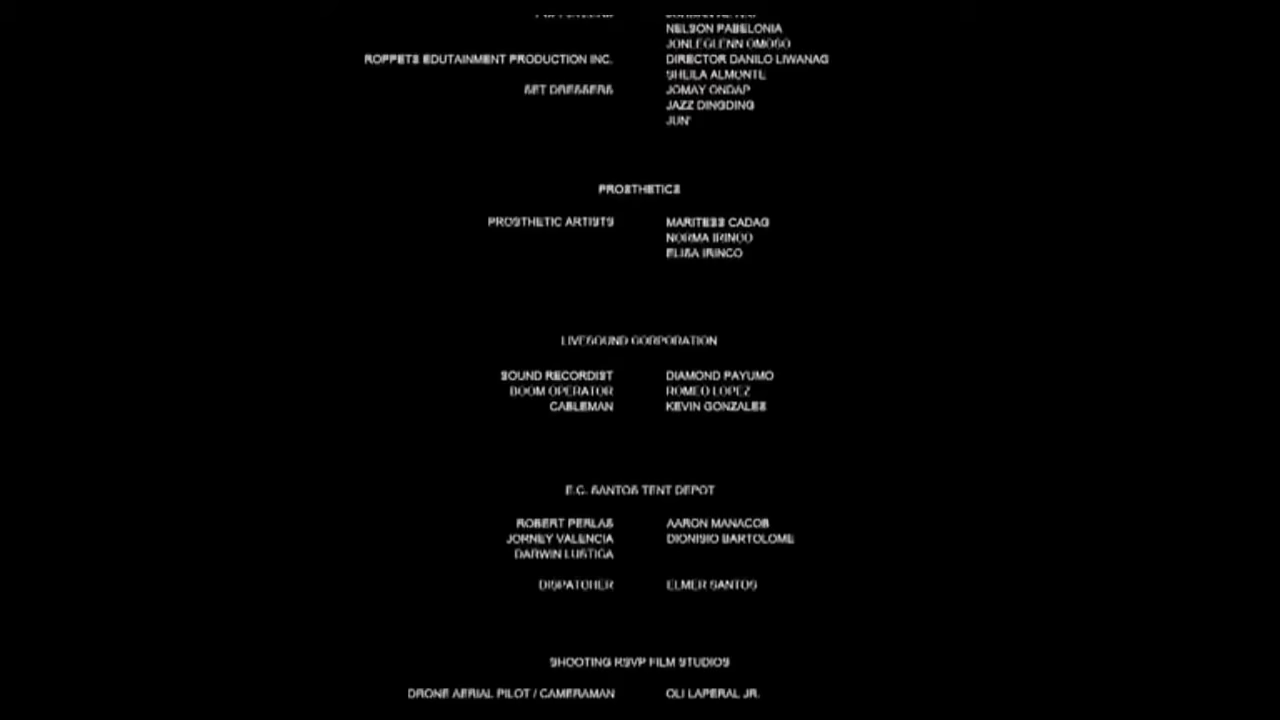 NELSON PABELONIA
JONLEGLENN OMOSO
ROPPETS EDUTAINMENT PRODUCTION INC. DIRECTOR DANILO LIWANAG
SHEILA ALMONTE
SET DRESSERS JOMAY ONDAP
JAZZ DINGDING
JUN'
PROSTHETICS
PROSTHETIC ARTISTS MARITESS CADAG
NORMA IRINCO
ELISA IRINCO
LIVESOUND CORPORATION
SOUND RECORDIST DIAMOND PAYUMO
BOOM OPERATOR ROMEO LOPEZ
CABLEMAN KEVIN GONZALES
E.C. SANTOS TENT DEPOT
ROBERT PERLAS AARON MANACOB
JORNEY VALENCIA DIONISIO BARTOLOME
DARWIN LUSTICA
DISPATCHER ELMER SANTOS
SHOOTING RSVP FILM STUDIOS
DRONE AERIAL PILOT / CAMERAMAN OLI LAPERAL JR.